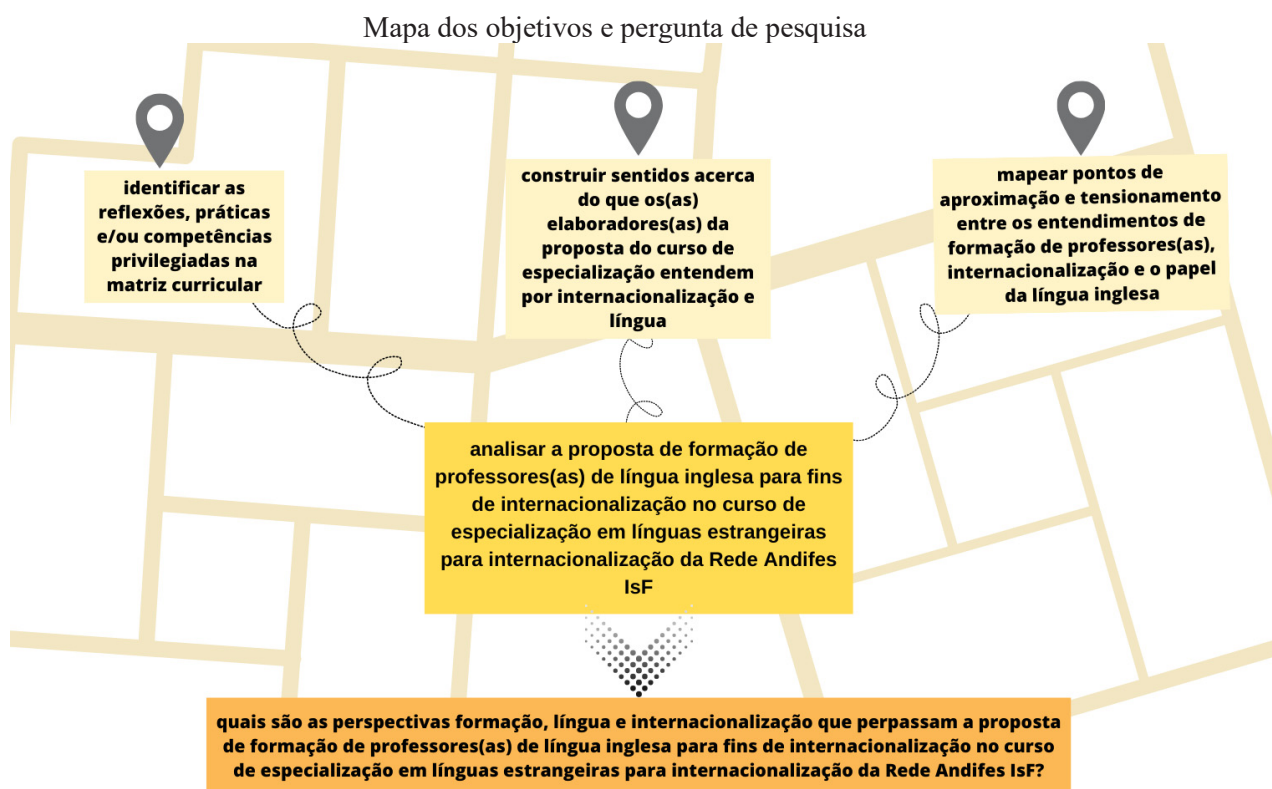 Mapa dos objetivos e pergunta de pesquisa
identificar as
reflexões, práticas
e/ou competências
privilegiadas na
matriz curricular
construir sentidos acerca
do que os(as)
elaboradores(as) da
proposta do curso de
especialização entendem
por internacionalização e
língua
mapear pontos de
aproximação e tensionamento
entre os entendimentos de
formação de professores(as),
internacionalização e o papel
da língua inglesa
analisar a proposta de formação de
professores(as) de língua inglesa para fins
de internacionalização no curso de
especialização em línguas estrangeiras
para internacionalização da Rede Andifes
IsF
quais são as perspectivas formação, língua e internacionalização que perpassam a proposta
de formação de professores(as) de língua inglesa para fins de internacionalização no curso
de especialização em línguas estrangeiras para internacionalização da Rede Andifes IsF?